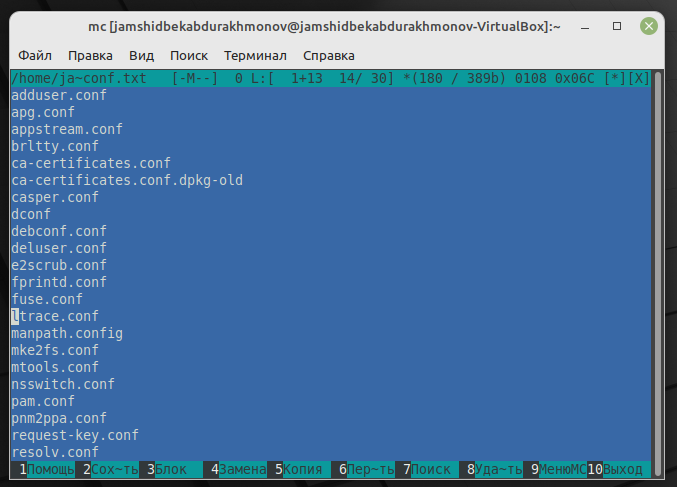 mc [jamshidbekabdurakhmonov@jamshidbekabdurakhmonov-VirtualBox]:~
Файл Правка Вид Поиск Терминал Справка
/home/ja~conf.txt [-M--] 0 L:[ 1+13 14/ 30] *(180 / 389b) 0108 0x06C [*][X]
adduser.conf
apg.conf
appstream.conf
brltty.conf
ca-certificates.conf
ca-certificates.conf.dpkg-old
casper.conf
dconf
debconf.conf
deluser.conf
e2scrub.conf
fprintd.conf
fuse.conf
ltrace.conf
manpath.config
mke2fs.conf
mtools.conf
nsswitch.conf
pam.conf
pnm2ppa.conf
request-key.conf
resolv.conf
1Помощь 2Сох~ть 3Блок 4Замена 5Копия 6Пер~ть 7Поиск 8Уда~ть 9МенюMC 10Выход